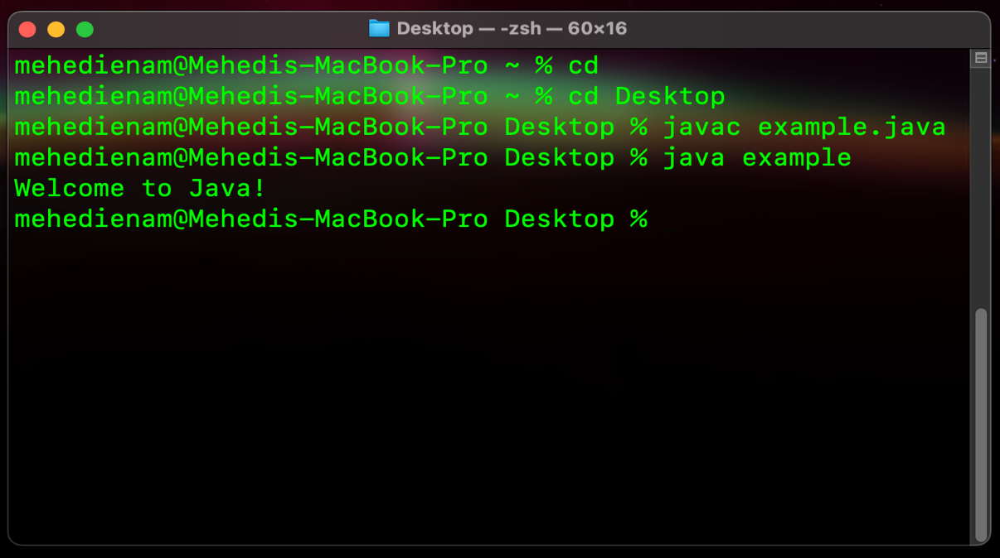 Desktop — -zsh — 60×16
mehedienam@Mehedis-MacBook-Pro ~ % cd
mehedienam@Mehedis-MacBook-Pro ~ % cd Desktop
mehedienam@Mehedis-MacBook-Pro Desktop % javac example.java
mehedienam@Mehedis-MacBook-Pro Desktop % java example
Welcome to Java!
mehedienam@Mehedis-MacBook-Pro Desktop %